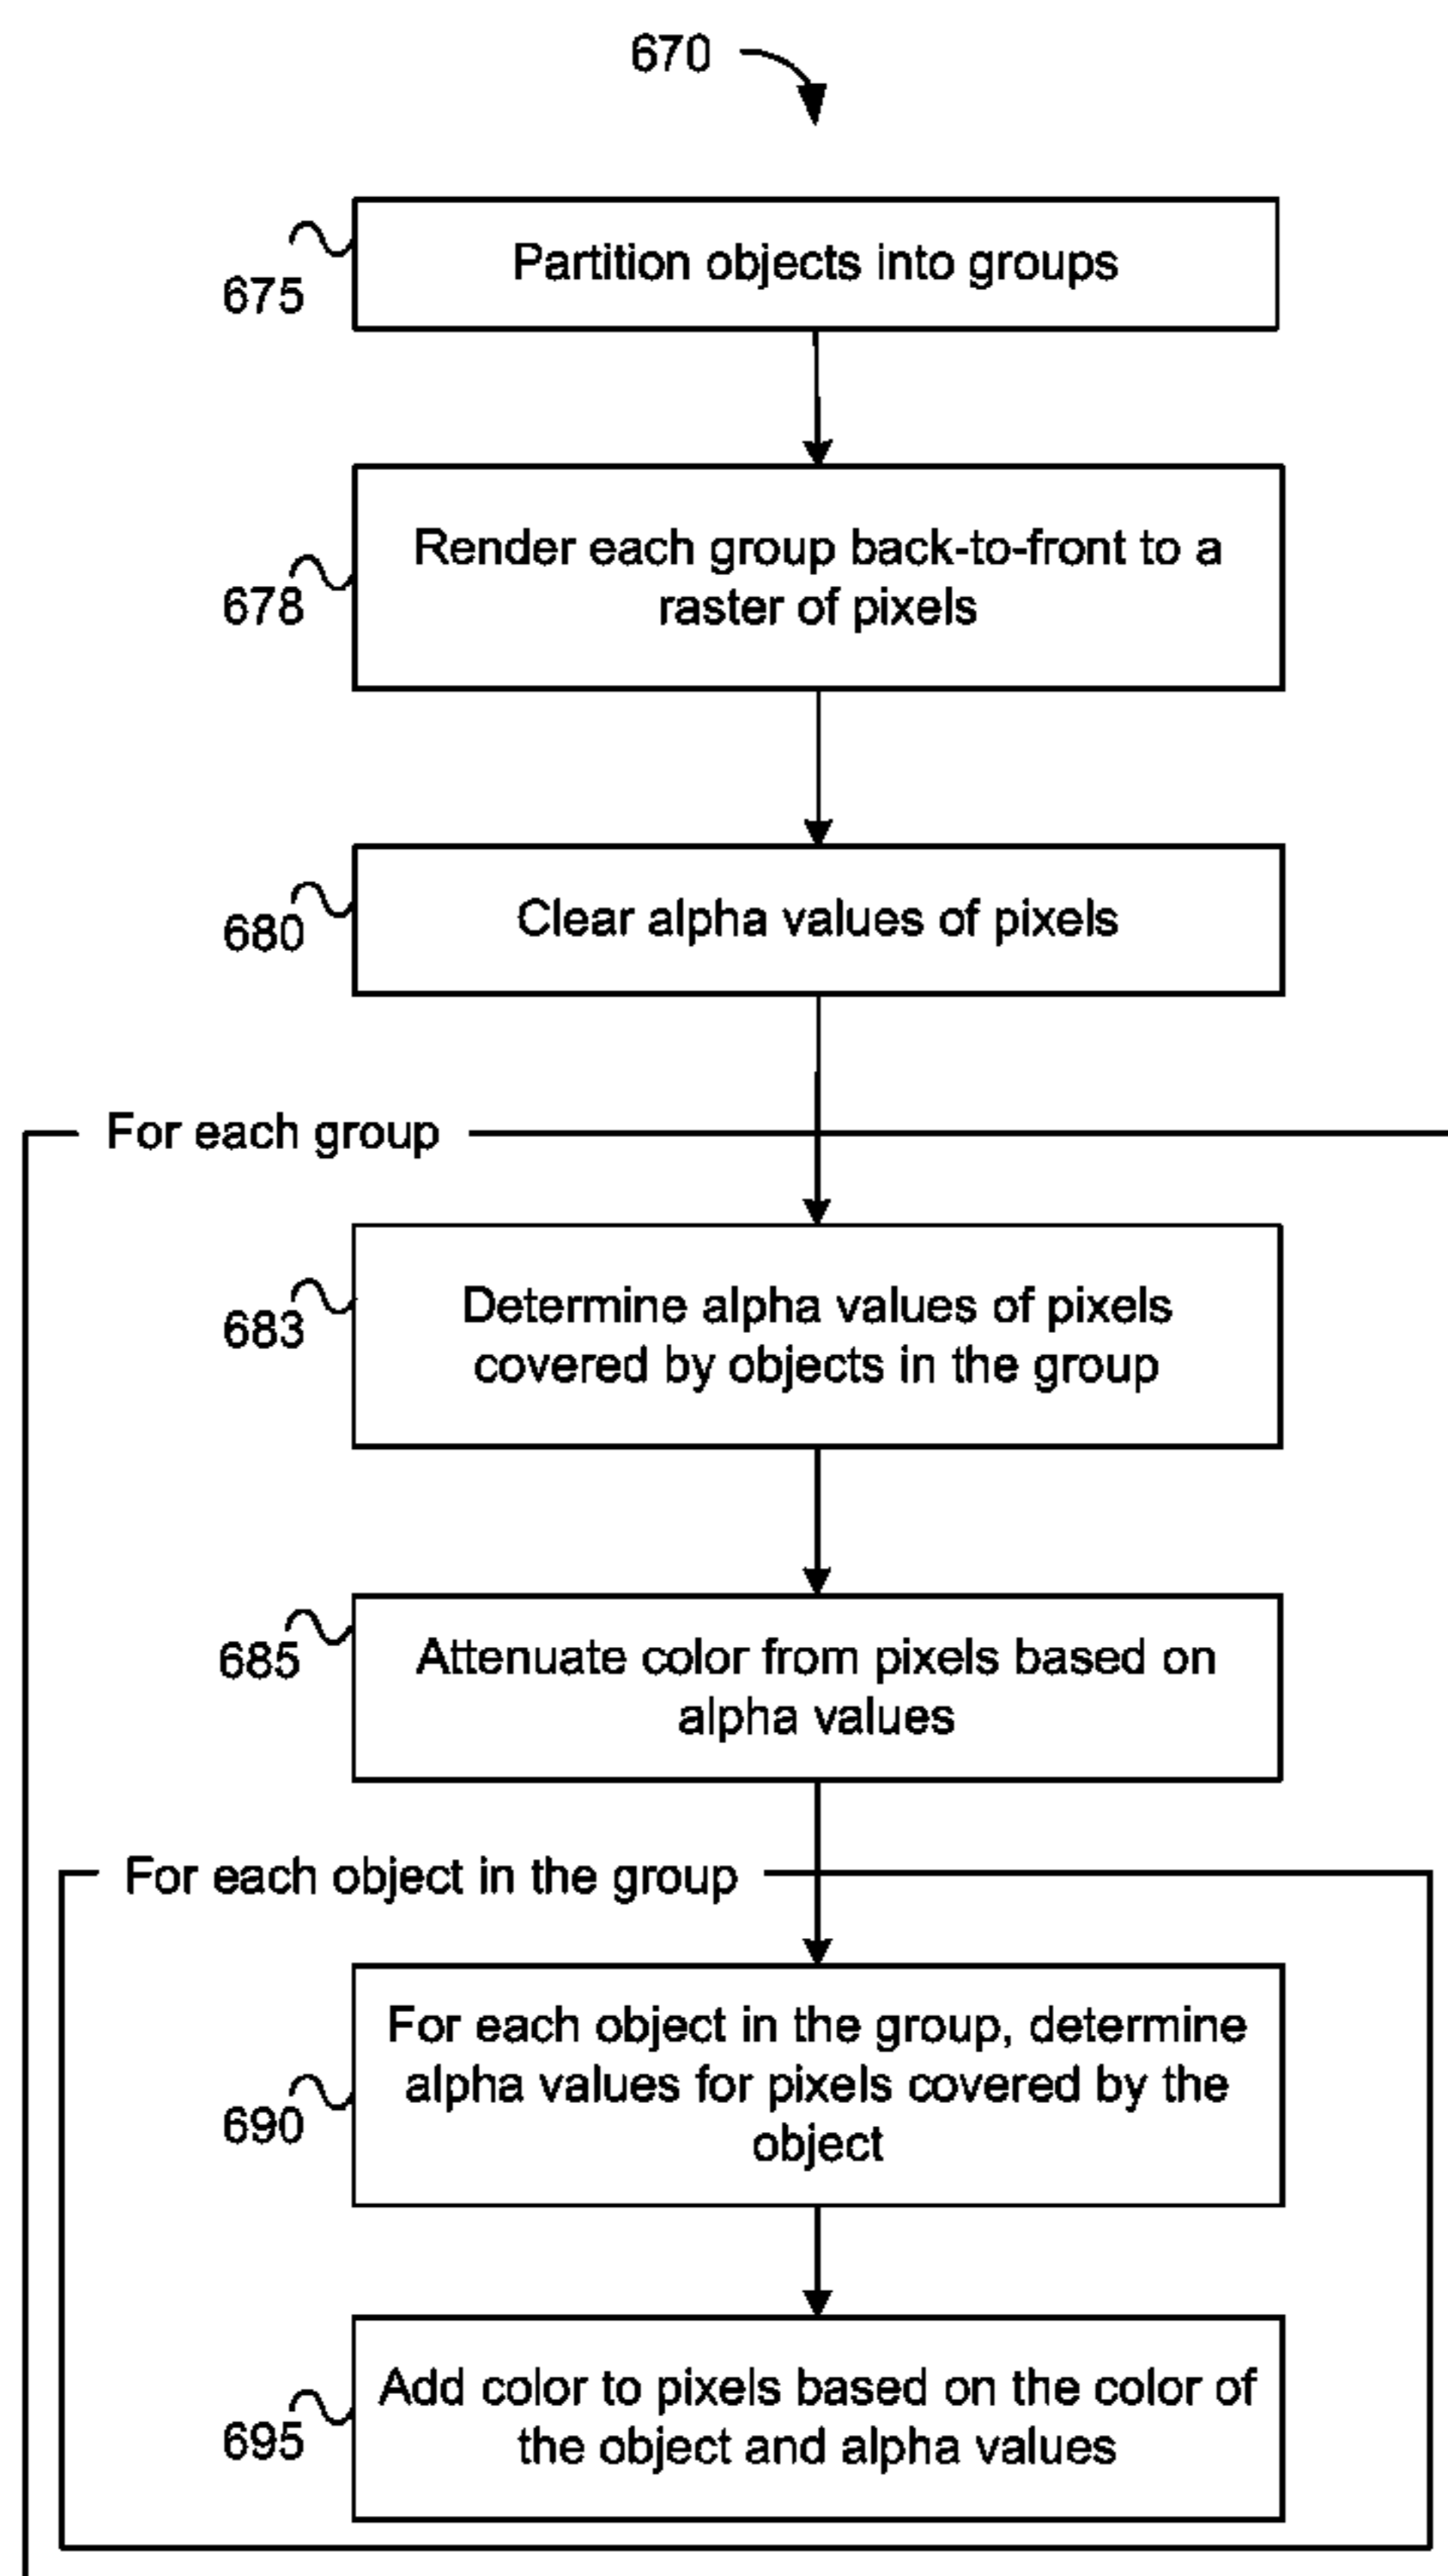 670
Partition objects into groups
675
Render each group back-to-front to a
raster of pixels
678
Clear alpha values of pixels
680
For each group
Determine alpha values of pixels
covered by objects in the group
683
Attenuate color from pixels based on
alpha values
685
For each object in the group
For each object in the group, determine
alpha values for pixels covered by the
object
690
Add color to pixels based on the color of
the object and alpha values
695